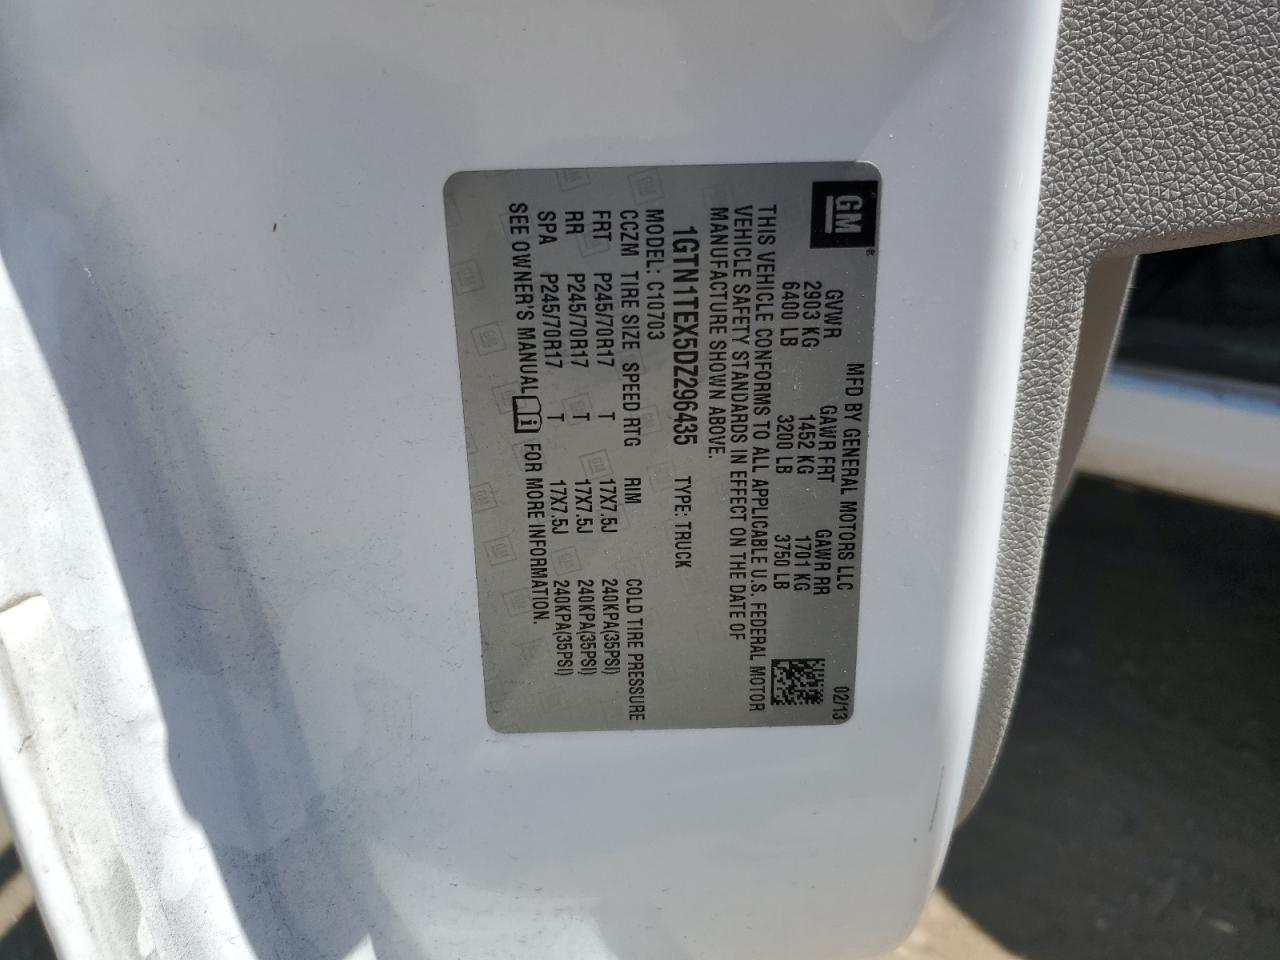 GM®
MFD BY GENERAL MOTORS LLC 02/13
GVWR GAWR FRT GAWR RR
2903 KG 1452 KG 1701 KG
6400 LB 3200 LB 3750 LB
THIS VEHICLE CONFORMS TO ALL APPLICABLE U.S. FEDERAL MOTOR
VEHICLE SAFETY STANDARDS IN EFFECT ON THE DATE OF
MANUFACTURE SHOWN ABOVE.
1GTN1TEX5DZ296435 TYPE: TRUCK
MODEL: C10703
CCZM TIRE SIZE SPEED RTG RIM COLD TIRE PRESSURE
FRT P245/70R17 T 17X7.5J 240KPA(35PSI)
RR P245/70R17 T 17X7.5J 240KPA(35PSI)
SPA P245/70R17 T 17X7.5J 240KPA(35PSI)
SEE OWNER'S MANUAL i FOR MORE INFORMATION.